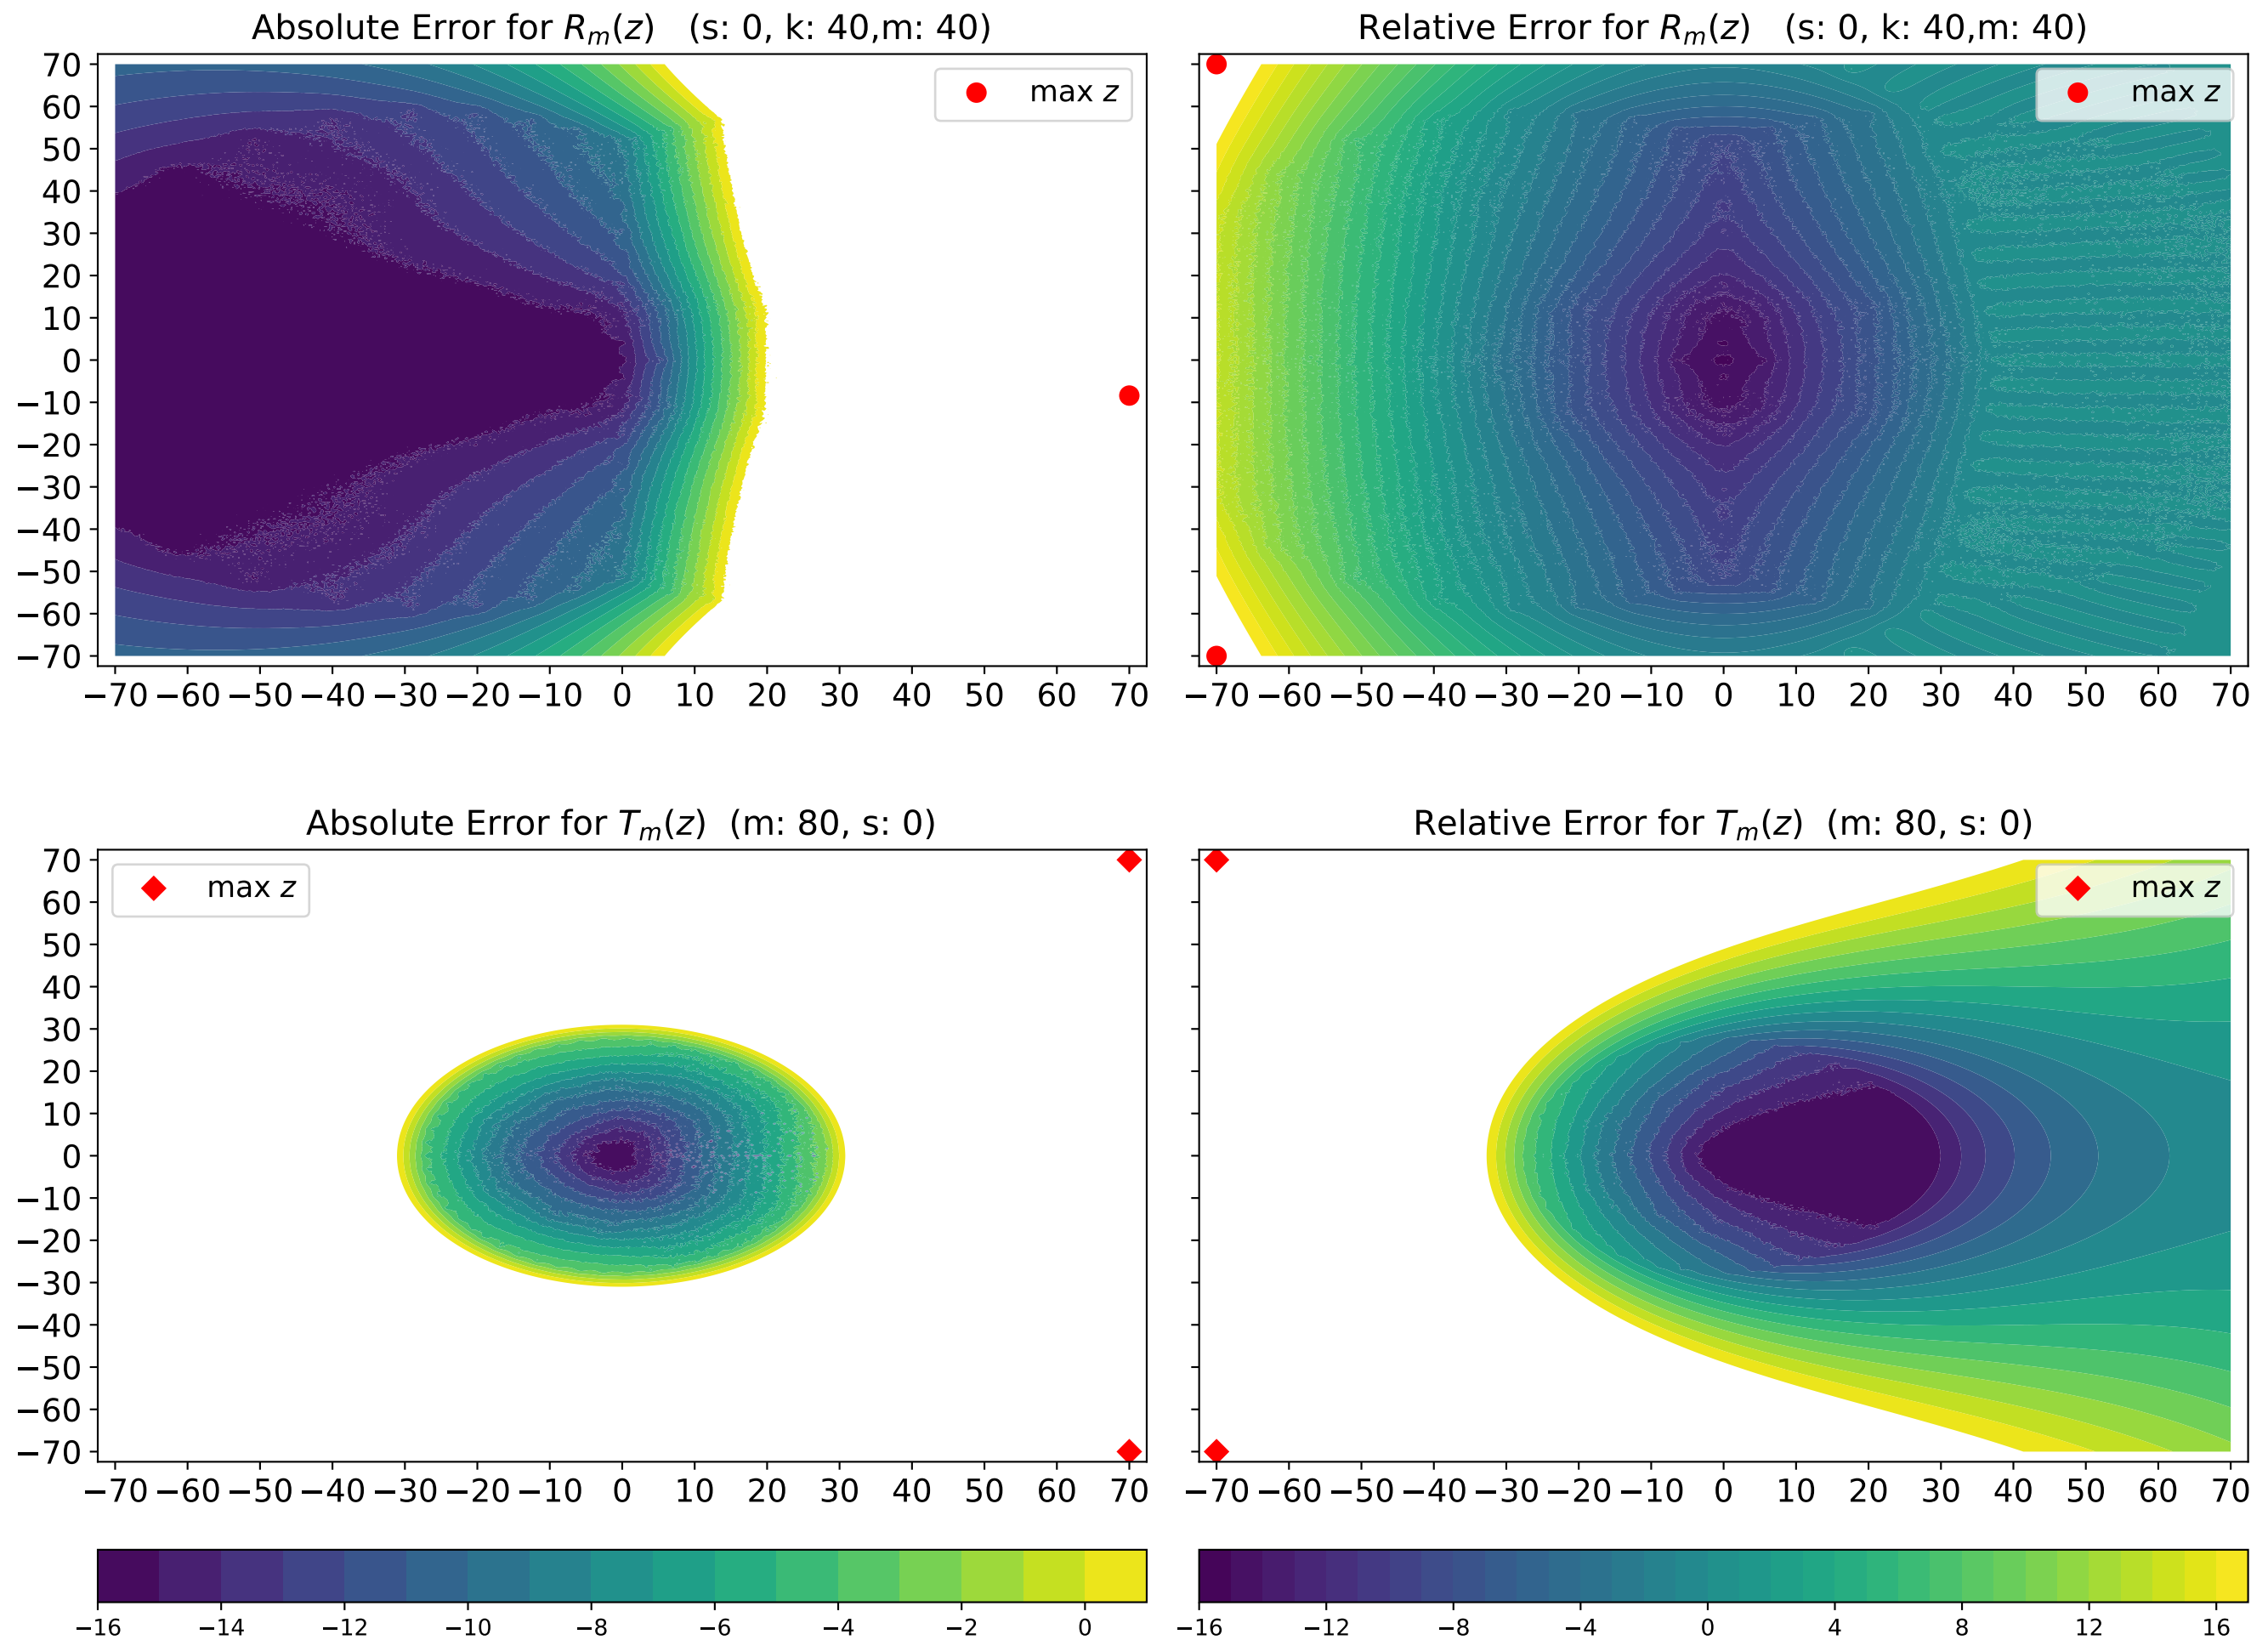 Absolute Error for Rₘ(z) (s: 0, k: 40,m: 40)
70
60
50
40
30
20
10
0
−10
−20
−30
−40
−50
−60
−70
max z
−70 −60 −50 −40 −30 −20 −10 0 10 20 30 40 50 60 70
Relative Error for Rₘ(z) (s: 0, k: 40,m: 40)
max z
−70 −60 −50 −40 −30 −20 −10 0 10 20 30 40 50 60 70
Absolute Error for Tₘ(z) (m: 80, s: 0)
70
60
50
40
30
20
10
0
−10
−20
−30
−40
−50
−60
−70
max z
−70 −60 −50 −40 −30 −20 −10 0 10 20 30 40 50 60 70
Relative Error for Tₘ(z) (m: 80, s: 0)
max z
−70 −60 −50 −40 −30 −20 −10 0 10 20 30 40 50 60 70
−16 −14 −12 −10 −8 −6 −4 −2 0
−16 −12 −8 −4 0 4 8 12 16